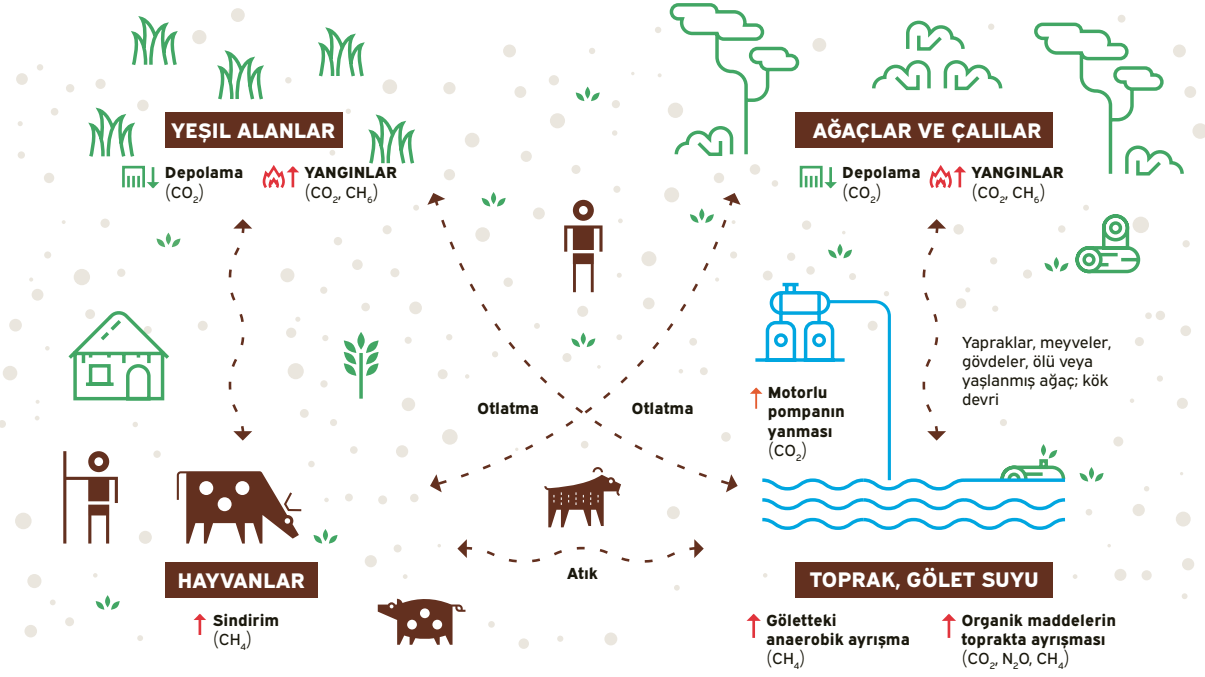 YEŞIL ALANLAR
Depolama
(CO₂)
YANGINLAR
(CO₂, CH₆)
AĞAÇLAR VE ÇALILAR
Depolama
(CO₂)
YANGINLAR
(CO₂, CH₆)
Yapraklar, meyveler,
gövdeler, ölü veya
yaşlanmış ağaç; kök
devri
Otlatma
Otlatma
Motorlu
pompanın
yanması
(CO₂)
Atık
HAYVANLAR
Sindirim
(CH₄)
TOPRAK, GÖLET SUYU
Göletteki
anaerobik ayrışma
(CH₄)
Organik maddelerin
toprakta ayrışması
(CO₂, N₂O, CH₄)